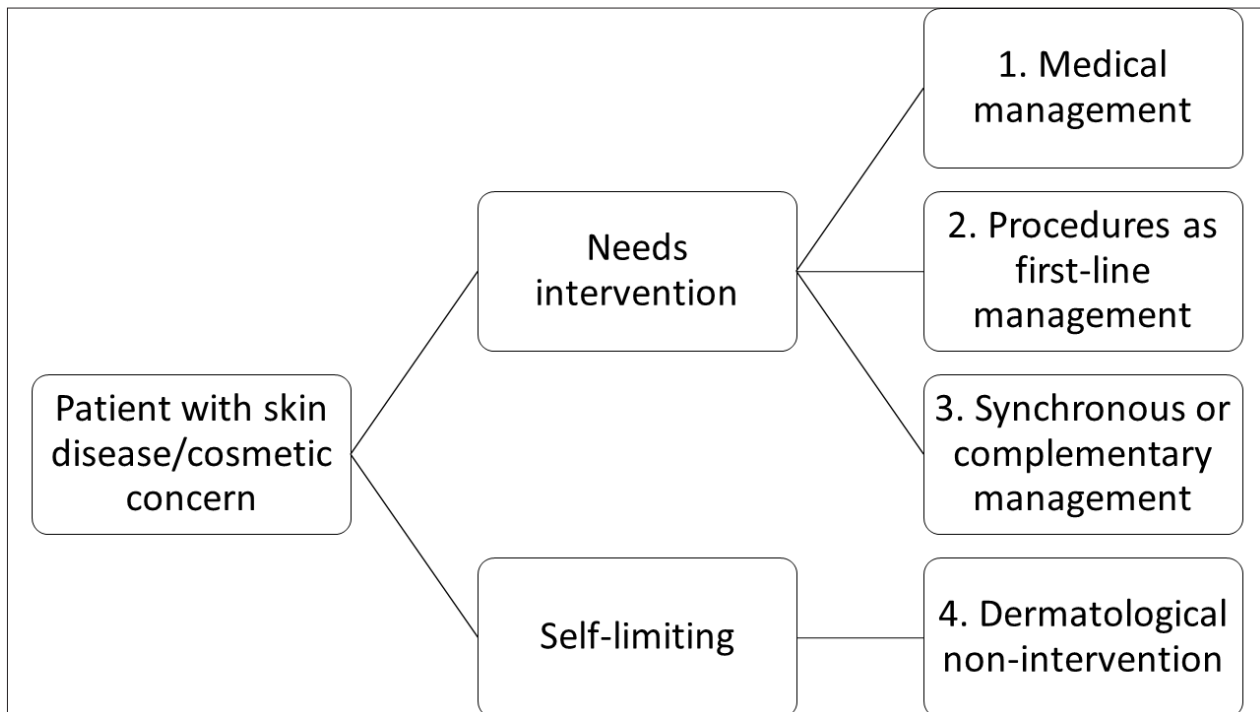 Patient with skin
disease/cosmetic
concern
Needs
intervention
1. Medical
management
2. Procedures as
first-line
management
3. Synchronous or
complementary
management
Self-limiting
4. Dermatological
non-intervention